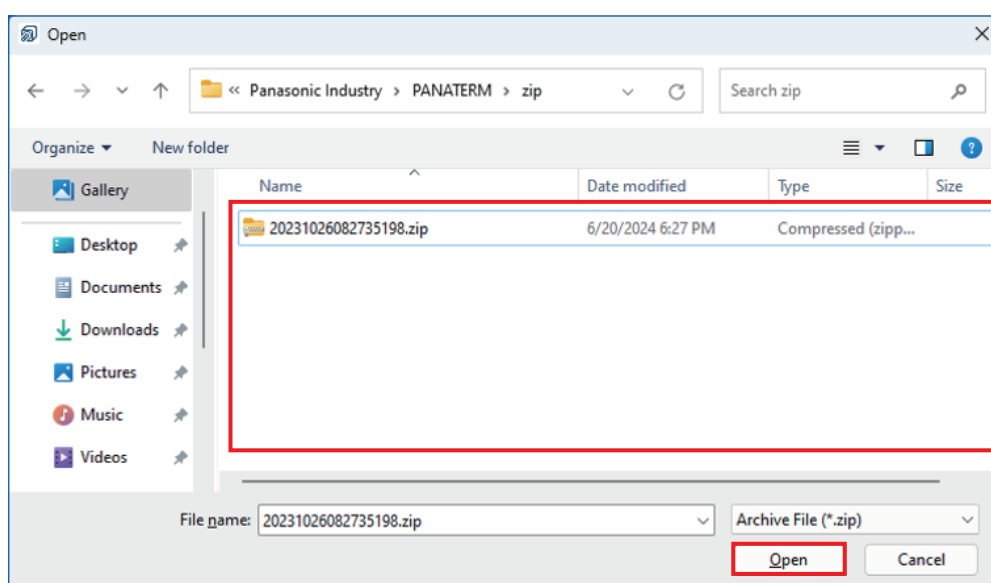 Open
« Panasonic Industry > PANATERM > zip
Search zip
Organize
New folder
Name
Date modified
Type
Size
Gallery
20231026082735198.zip
6/20/2024 6:27 PM
Compressed (zipp...
Desktop
Documents
Downloads
Pictures
Music
Videos
File name:
20231026082735198.zip
Archive File (*.zip)
Open
Cancel